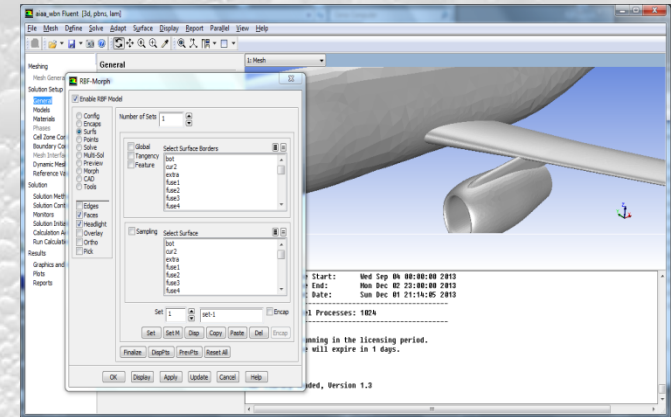 aiaa_wbn Fluent [3d, pbns, lam]
File Mesh Define Solve Adapt Surface Display Report Parallel View Help
Meshing
Mesh Genera
Solution Setup
General
Models
Materials
Phases
Cell Zone Con
Boundary Con
Mesh Interfa
Dynamic Mesh
Reference Va
Solution
Solution Meth
Solution Contr
Monitors
Solution Initia
Calculation Ac
Run Calculatio
Results
Graphics and
Plots
Reports
General
1: Mesh
RBF-Morph
Enable RBF Model
Config
Encaps
Surfs
Points
Solve
Multi-Sol
Preview
Morph
CAD
Tools
Edges
Faces
Headlight
Overlay
Ortho
Pick
Number of Sets 1
Global
Tangency
Feature
Select Surface Borders
bot
cur2
extra
fuse1
fuse2
fuse3
fuse4
Sampling
Select Surface
bot
cur2
extra
fuse1
fuse2
fuse3
fuse4
Set 1 set-1 Encap
Set Set M Disp Copy Paste Del Encap
Finalize DispPts PrevPts Reset All
OK Display Apply Update Cancel Help
Start: Wed Sep 04 00:00:00 2013
End: Mon Dec 02 23:00:00 2013
Date: Sun Dec 01 21:14:05 2013
el Processes: 1024
nning in the licensing period.
will expire in 1 days.
ded, Version 1.3